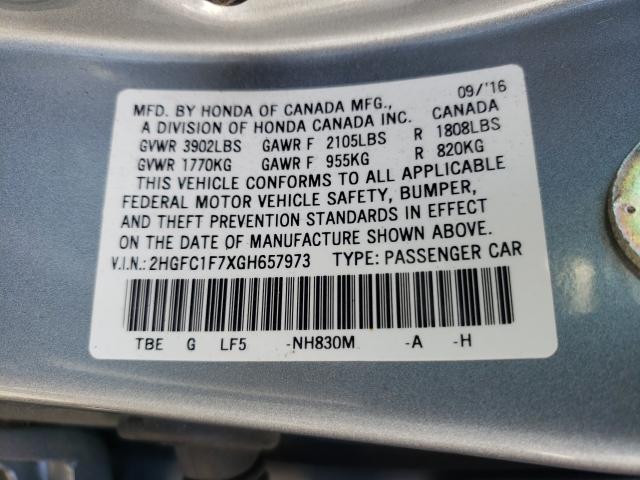 09/'16
MFD. BY HONDA OF CANADA MFG., CANADA
A DIVISION OF HONDA CANADA INC.
GVWR 3902LBS GAWR F 2105LBS R 1808LBS
GVWR 1770KG GAWR F 955KG R 820KG
THIS VEHICLE CONFORMS TO ALL APPLICABLE
FEDERAL MOTOR VEHICLE SAFETY, BUMPER,
AND THEFT PREVENTION STANDARDS IN EFFECT
ON THE DATE OF MANUFACTURE SHOWN ABOVE.
V.I.N.: 2HGFC1F7XGH657973 TYPE: PASSENGER CAR
TBE G LF5 -NH830M -A -H